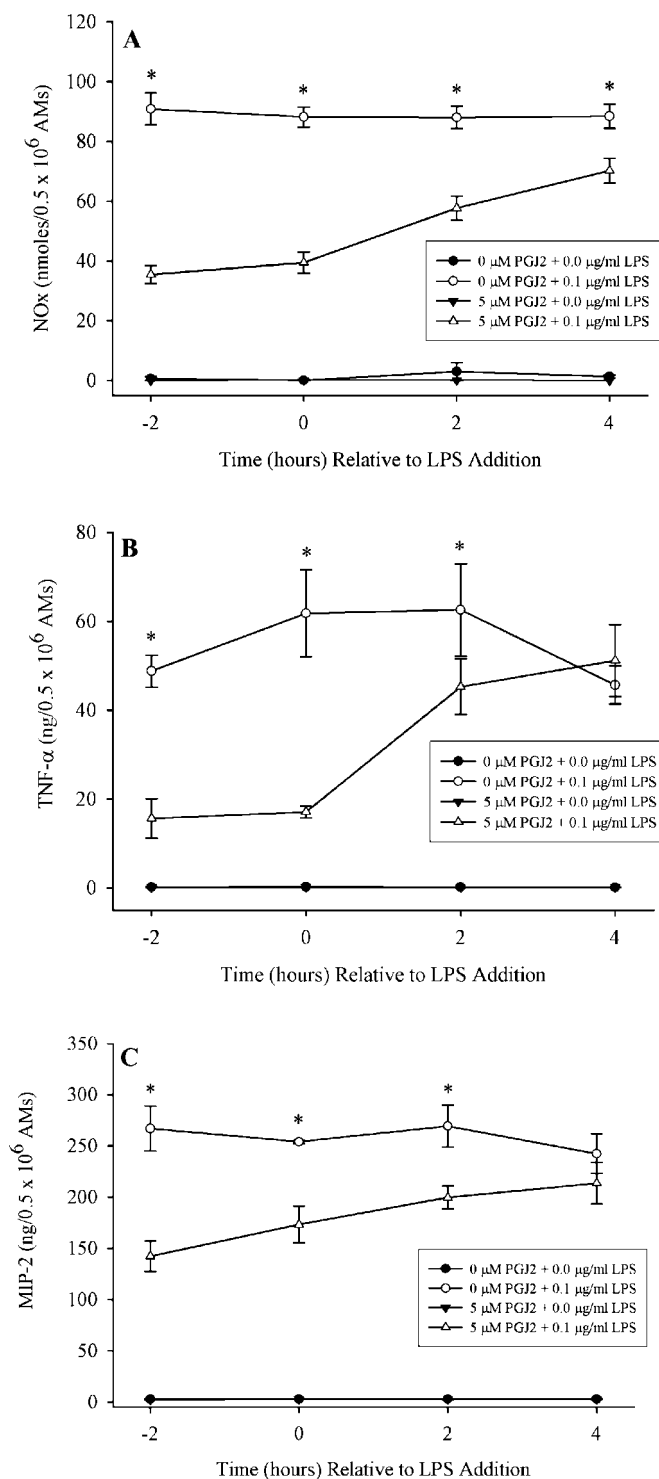 A
*
*
*
*
120
100
80
60
40
20
0
NOx (nmoles/0.5 x 10⁶ AMs)
0 µM PGJ2 + 0.0 µg/ml LPS
0 µM PGJ2 + 0.1 µg/ml LPS
5 µM PGJ2 + 0.0 µg/ml LPS
5 µM PGJ2 + 0.1 µg/ml LPS
-2
0
2
4
Time (hours) Relative to LPS Addition
B
*
*
*
80
60
40
20
0
TNF-α (ng/0.5 x 10⁶ AMs)
0 µM PGJ2 + 0.0 µg/ml LPS
0 µM PGJ2 + 0.1 µg/ml LPS
5 µM PGJ2 + 0.0 µg/ml LPS
5 µM PGJ2 + 0.1 µg/ml LPS
-2
0
2
4
Time (hours) Relative to LPS Addition
C
*
*
*
350
300
250
200
150
100
50
0
MIP-2 (ng/0.5 x 10⁶ AMs)
0 µM PGJ2 + 0.0 µg/ml LPS
0 µM PGJ2 + 0.1 µg/ml LPS
5 µM PGJ2 + 0.0 µg/ml LPS
5 µM PGJ2 + 0.1 µg/ml LPS
-2
0
2
4
Time (hours) Relative to LPS Addition